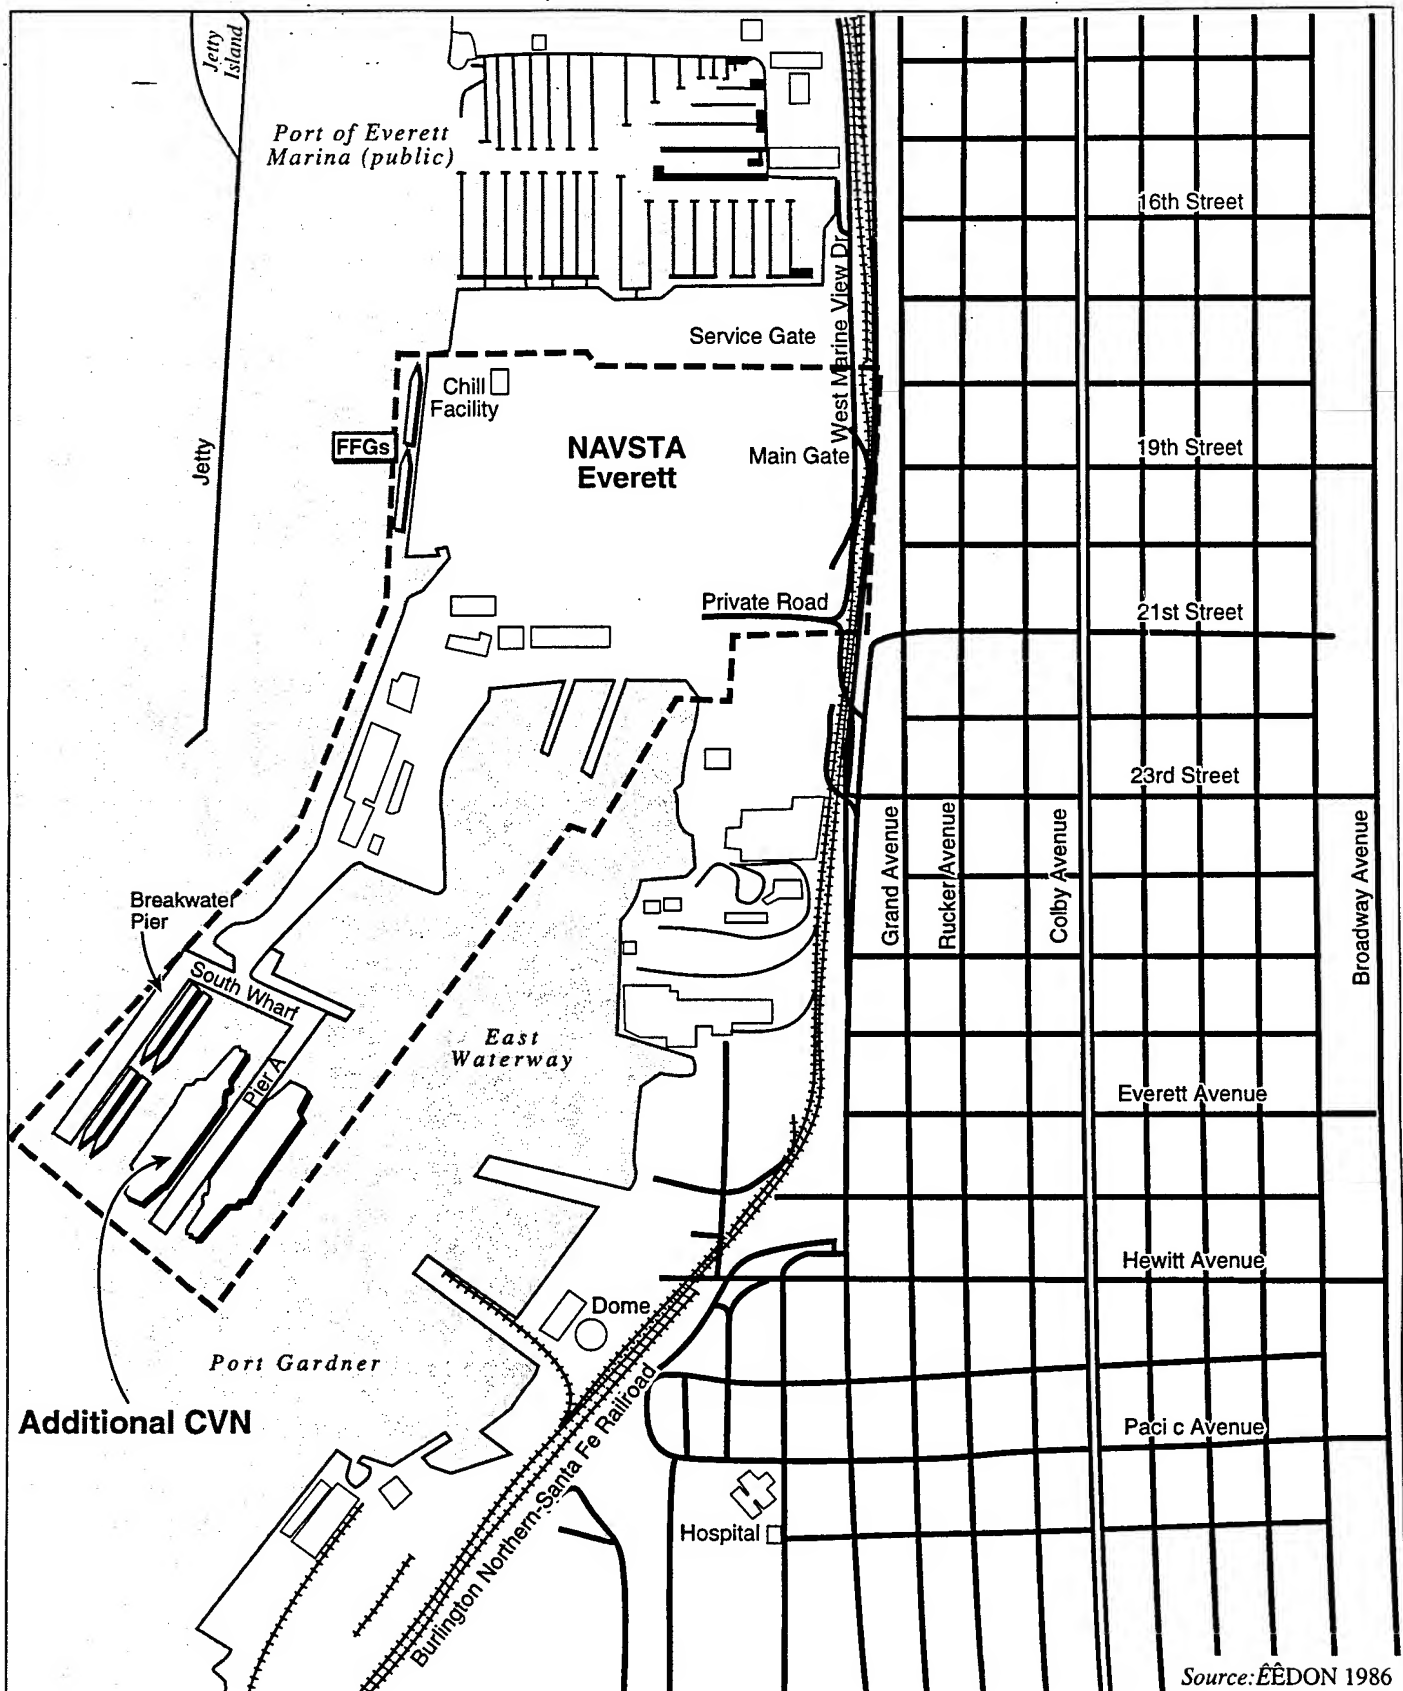 Jetty
Island
Port of Everett
Marina (public)
16th Street
West Marine View Dr.
Service Gate
Chill
Facility
FFGs
NAVSTA
Everett
Main Gate
19th Street
Jetty
Private Road
21st Street
23rd Street
Grand Avenue
Rucker Avenue
Colby Avenue
Broadway Avenue
Breakwater
Pier
South Wharf
East
Waterway
Pier A
Everett Avenue
Hewitt Avenue
Dome
Port Gardner
Additional CVN
Paci c Avenue
Burlington Northern-Santa Fe Railroad
Hospital
Source:ÊÊDON 1986